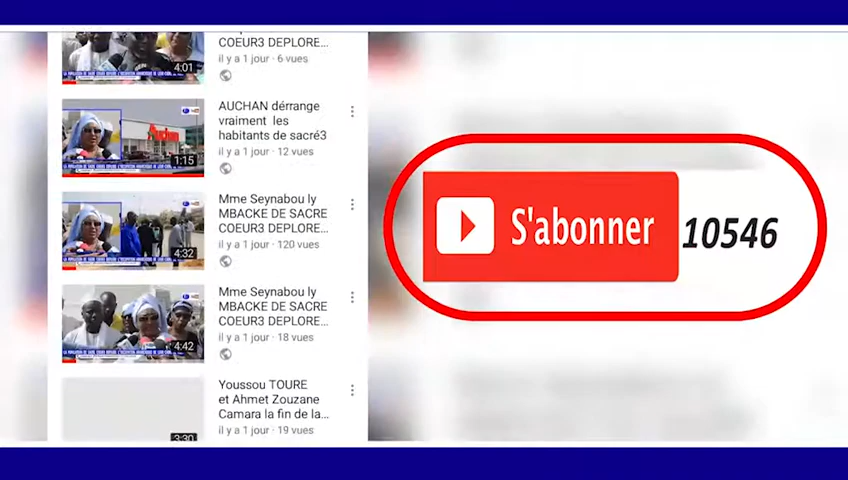 COEUR3 DEPLORE...
il y a 1 jour · 6 vues
4:01
AUCHAN dérrange
vraiment les
habitants de sacré3
il y a 1 jour · 12 vues
Auchan
1:15
Mme Seynabou ly
MBACKE DE SACRE
COEUR3 DEPLORE...
il y a 1 jour · 120 vues
4:32
Mme Seynabou ly
MBACKE DE SACRE
COEUR3 DEPLORE...
il y a 1 jour · 18 vues
4:42
Youssou TOURE
et Ahmet Zouzane
Camara la fin de la...
il y a 1 jour · 19 vues
3:30
S'abonner
10546